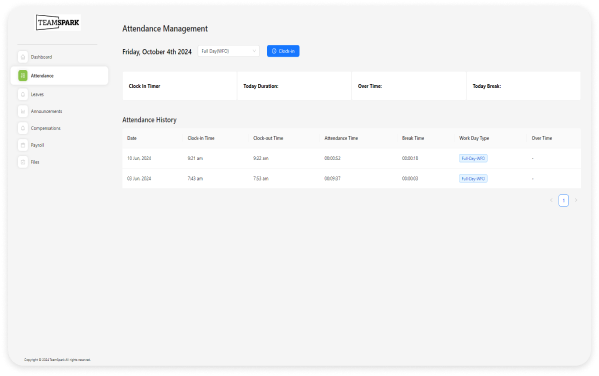 TEAMSPARK
Attendance Management
Dashboard
Friday, October 4th 2024
Full Day(WFO)
Clock-in
Attendance
Clock In Timer
Today Duration:
Over Time:
Today Break:
Leaves
Announcements
Compensations
Payroll
Files
Attendance History
Date
Clock-in Time
Clock-out Time
Attendance Time
Break Time
Work Day Type
Over Time
10 Jun, 2024
9:21 am
9:22 am
00:00:52
00:00:18
Full-Day-WFO
-
03 Jun, 2024
7:43 am
7:53 am
00:09:37
00:00:03
Full-Day-WFO
-
1
Copyright © 2024 TeamSpark All rights reserved.